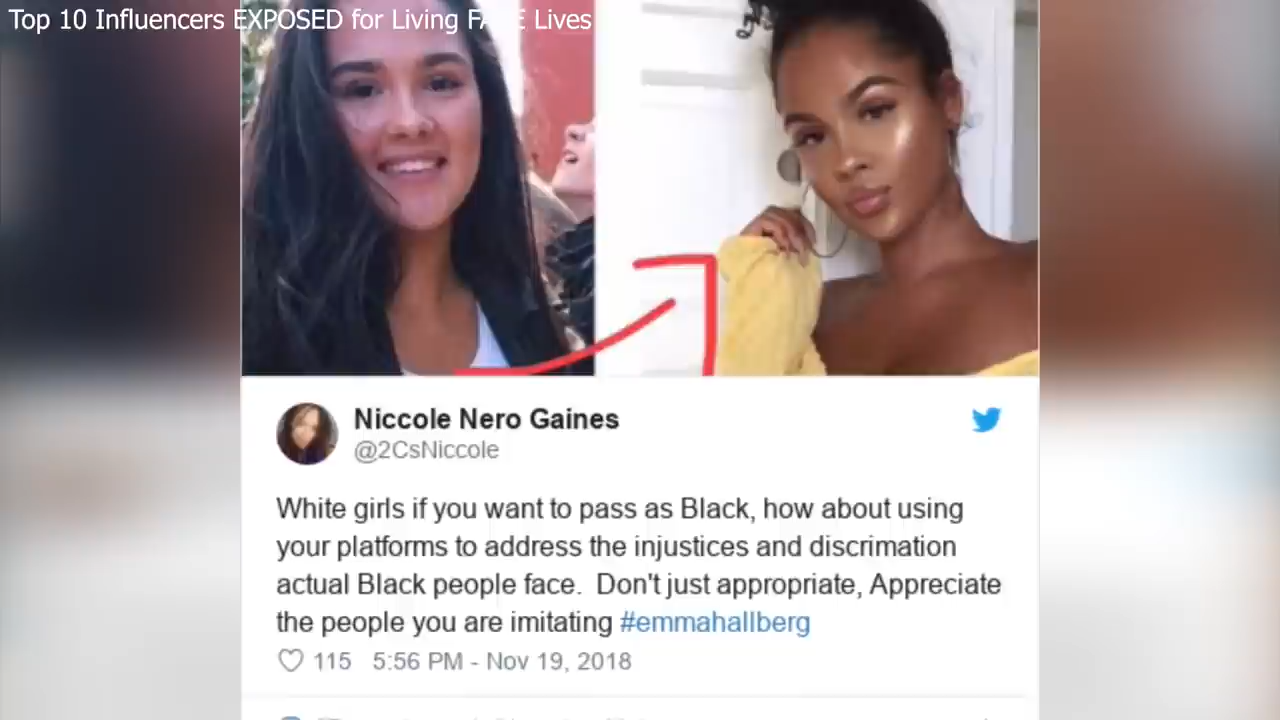 Top 10 Influencers EXPOSED for Living FAKE Lives
Niccole Nero Gaines
@2CsNiccole
White girls if you want to pass as Black, how about using
your platforms to address the injustices and discrimation
actual Black people face. Don't just appropriate, Appreciate
the people you are imitating #emmahallberg
115 5:56 PM - Nov 19, 2018